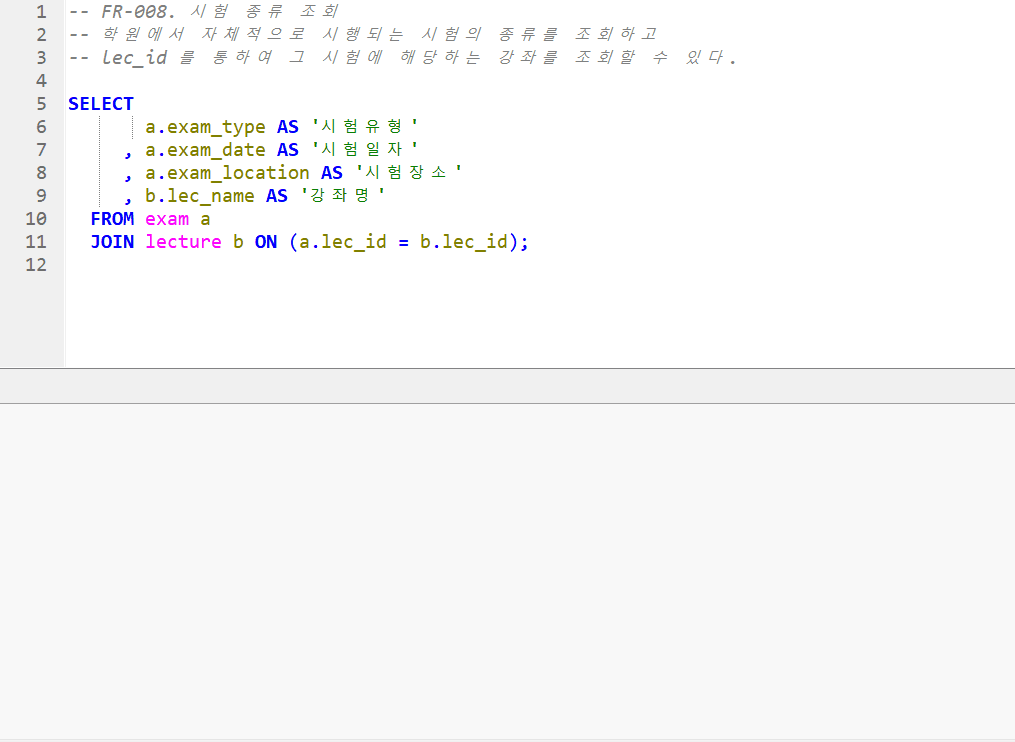 1 -- FR-008. 시험 종류 조회
2 -- 학원에서 자체적으로 시행되는 시험의 종류를 조회하고
3 -- lec_id 를 통하여 그 시험에 해당하는 강좌를 조회할 수 있다.
4
5 SELECT
6 a.exam_type AS '시험유형'
7 , a.exam_date AS '시험일자'
8 , a.exam_location AS '시험장소'
9 , b.lec_name AS '강좌명'
10 FROM exam a
11 JOIN lecture b ON (a.lec_id = b.lec_id);
12